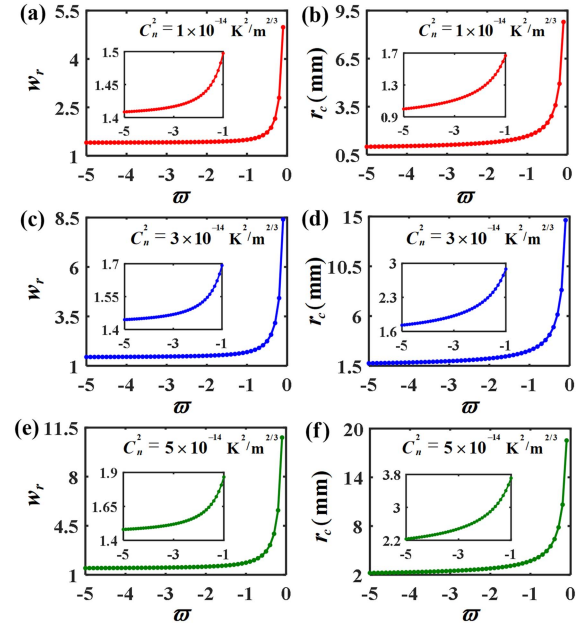 (a)
C_n^2 = 1×10^-14 K^2/m^2/3
w_r
5.5
4
2.5
1
1.5
1.45
1.4
-5 -3 -1
-5 -4 -3 -2 -1 0
ϖ
(b)
C_n^2 = 1×10^-14 K^2/m^2/3
r_c (mm)
9.5
6.5
3.5
0.5
1.7
1.3
0.9
-5 -3 -1
-5 -4 -3 -2 -1 0
ϖ
(c)
C_n^2 = 3×10^-14 K^2/m^2/3
w_r
8.5
6
3.5
1
1.7
1.55
1.4
-5 -3 -1
-5 -4 -3 -2 -1 0
ϖ
(d)
C_n^2 = 3×10^-14 K^2/m^2/3
r_c (mm)
15
10.5
6
1.5
3
2.3
1.6
-5 -3 -1
-5 -4 -3 -2 -1 0
ϖ
(e)
C_n^2 = 5×10^-14 K^2/m^2/3
w_r
11.5
8
4.5
1
1.9
1.65
1.4
-5 -3 -1
-5 -4 -3 -2 -1 0
ϖ
(f)
C_n^2 = 5×10^-14 K^2/m^2/3
r_c (mm)
20
14
8
2
3.8
3
2.2
-5 -3 -1
-5 -4 -3 -2 -1 0
ϖ